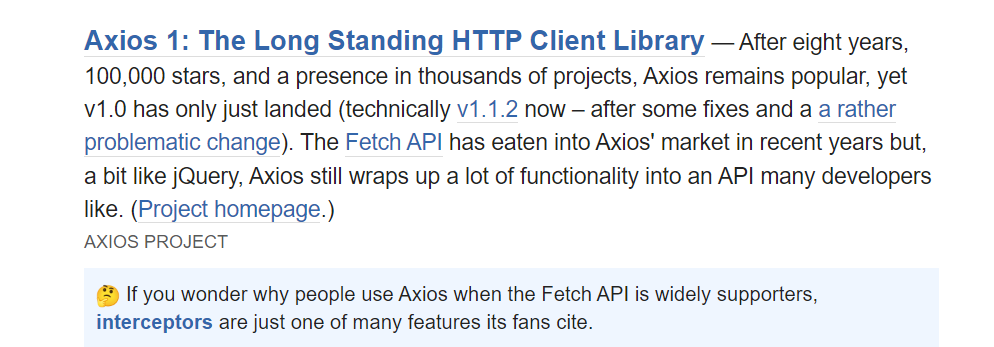 Axios 1: The Long Standing HTTP Client Library — After eight years,
100,000 stars, and a presence in thousands of projects, Axios remains popular, yet
v1.0 has only just landed (technically v1.1.2 now – after some fixes and a a rather
problematic change). The Fetch API has eaten into Axios' market in recent years but,
a bit like jQuery, Axios still wraps up a lot of functionality into an API many developers
like. (Project homepage.)
AXIOS PROJECT
🤔 If you wonder why people use Axios when the Fetch API is widely supporters,
interceptors are just one of many features its fans cite.